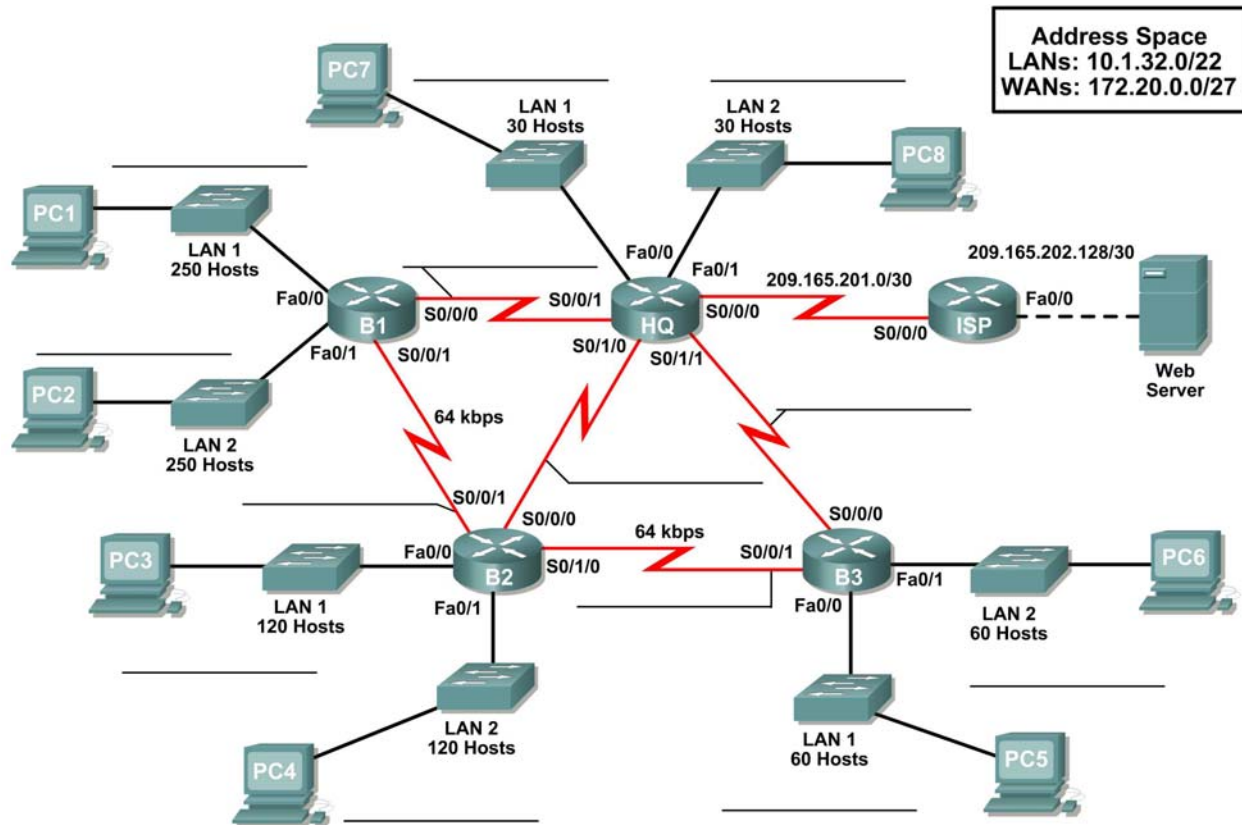 Address Space
LANs: 10.1.32.0/22
WANs: 172.20.0.0/27
PC7
LAN 1
30 Hosts
LAN 2
30 Hosts
PC8
PC1
LAN 1
250 Hosts
Fa0/0
Fa0/1
209.165.202.128/30
209.165.201.0/30
Fa0/0
Fa0/0
S0/0/0
S0/0/1
S0/0/0
S0/0/0
B1
HQ
ISP
Fa0/1
S0/0/1
S0/1/0
S0/1/1
Web
Server
PC2
LAN 2
250 Hosts
64 kbps
S0/0/1
S0/0/0
S0/0/0
64 kbps
PC3
Fa0/0
B2
S0/1/0
S0/0/1
B3
Fa0/1
PC6
LAN 1
120 Hosts
Fa0/1
Fa0/0
LAN 2
60 Hosts
PC4
LAN 2
120 Hosts
LAN 1
60 Hosts
PC5